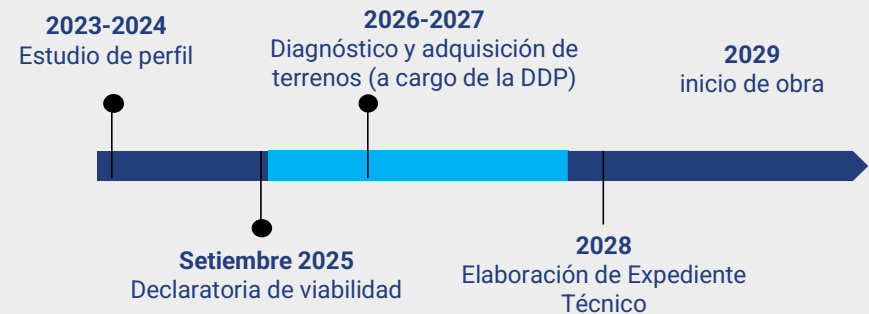 2023-2024
Estudio de perfil
2026-2027
Diagnóstico y adquisición de
terrenos (a cargo de la DDP)
2029
inicio de obra
Setiembre 2025
Declaratoria de viabilidad
2028
Elaboración de Expediente
Técnico